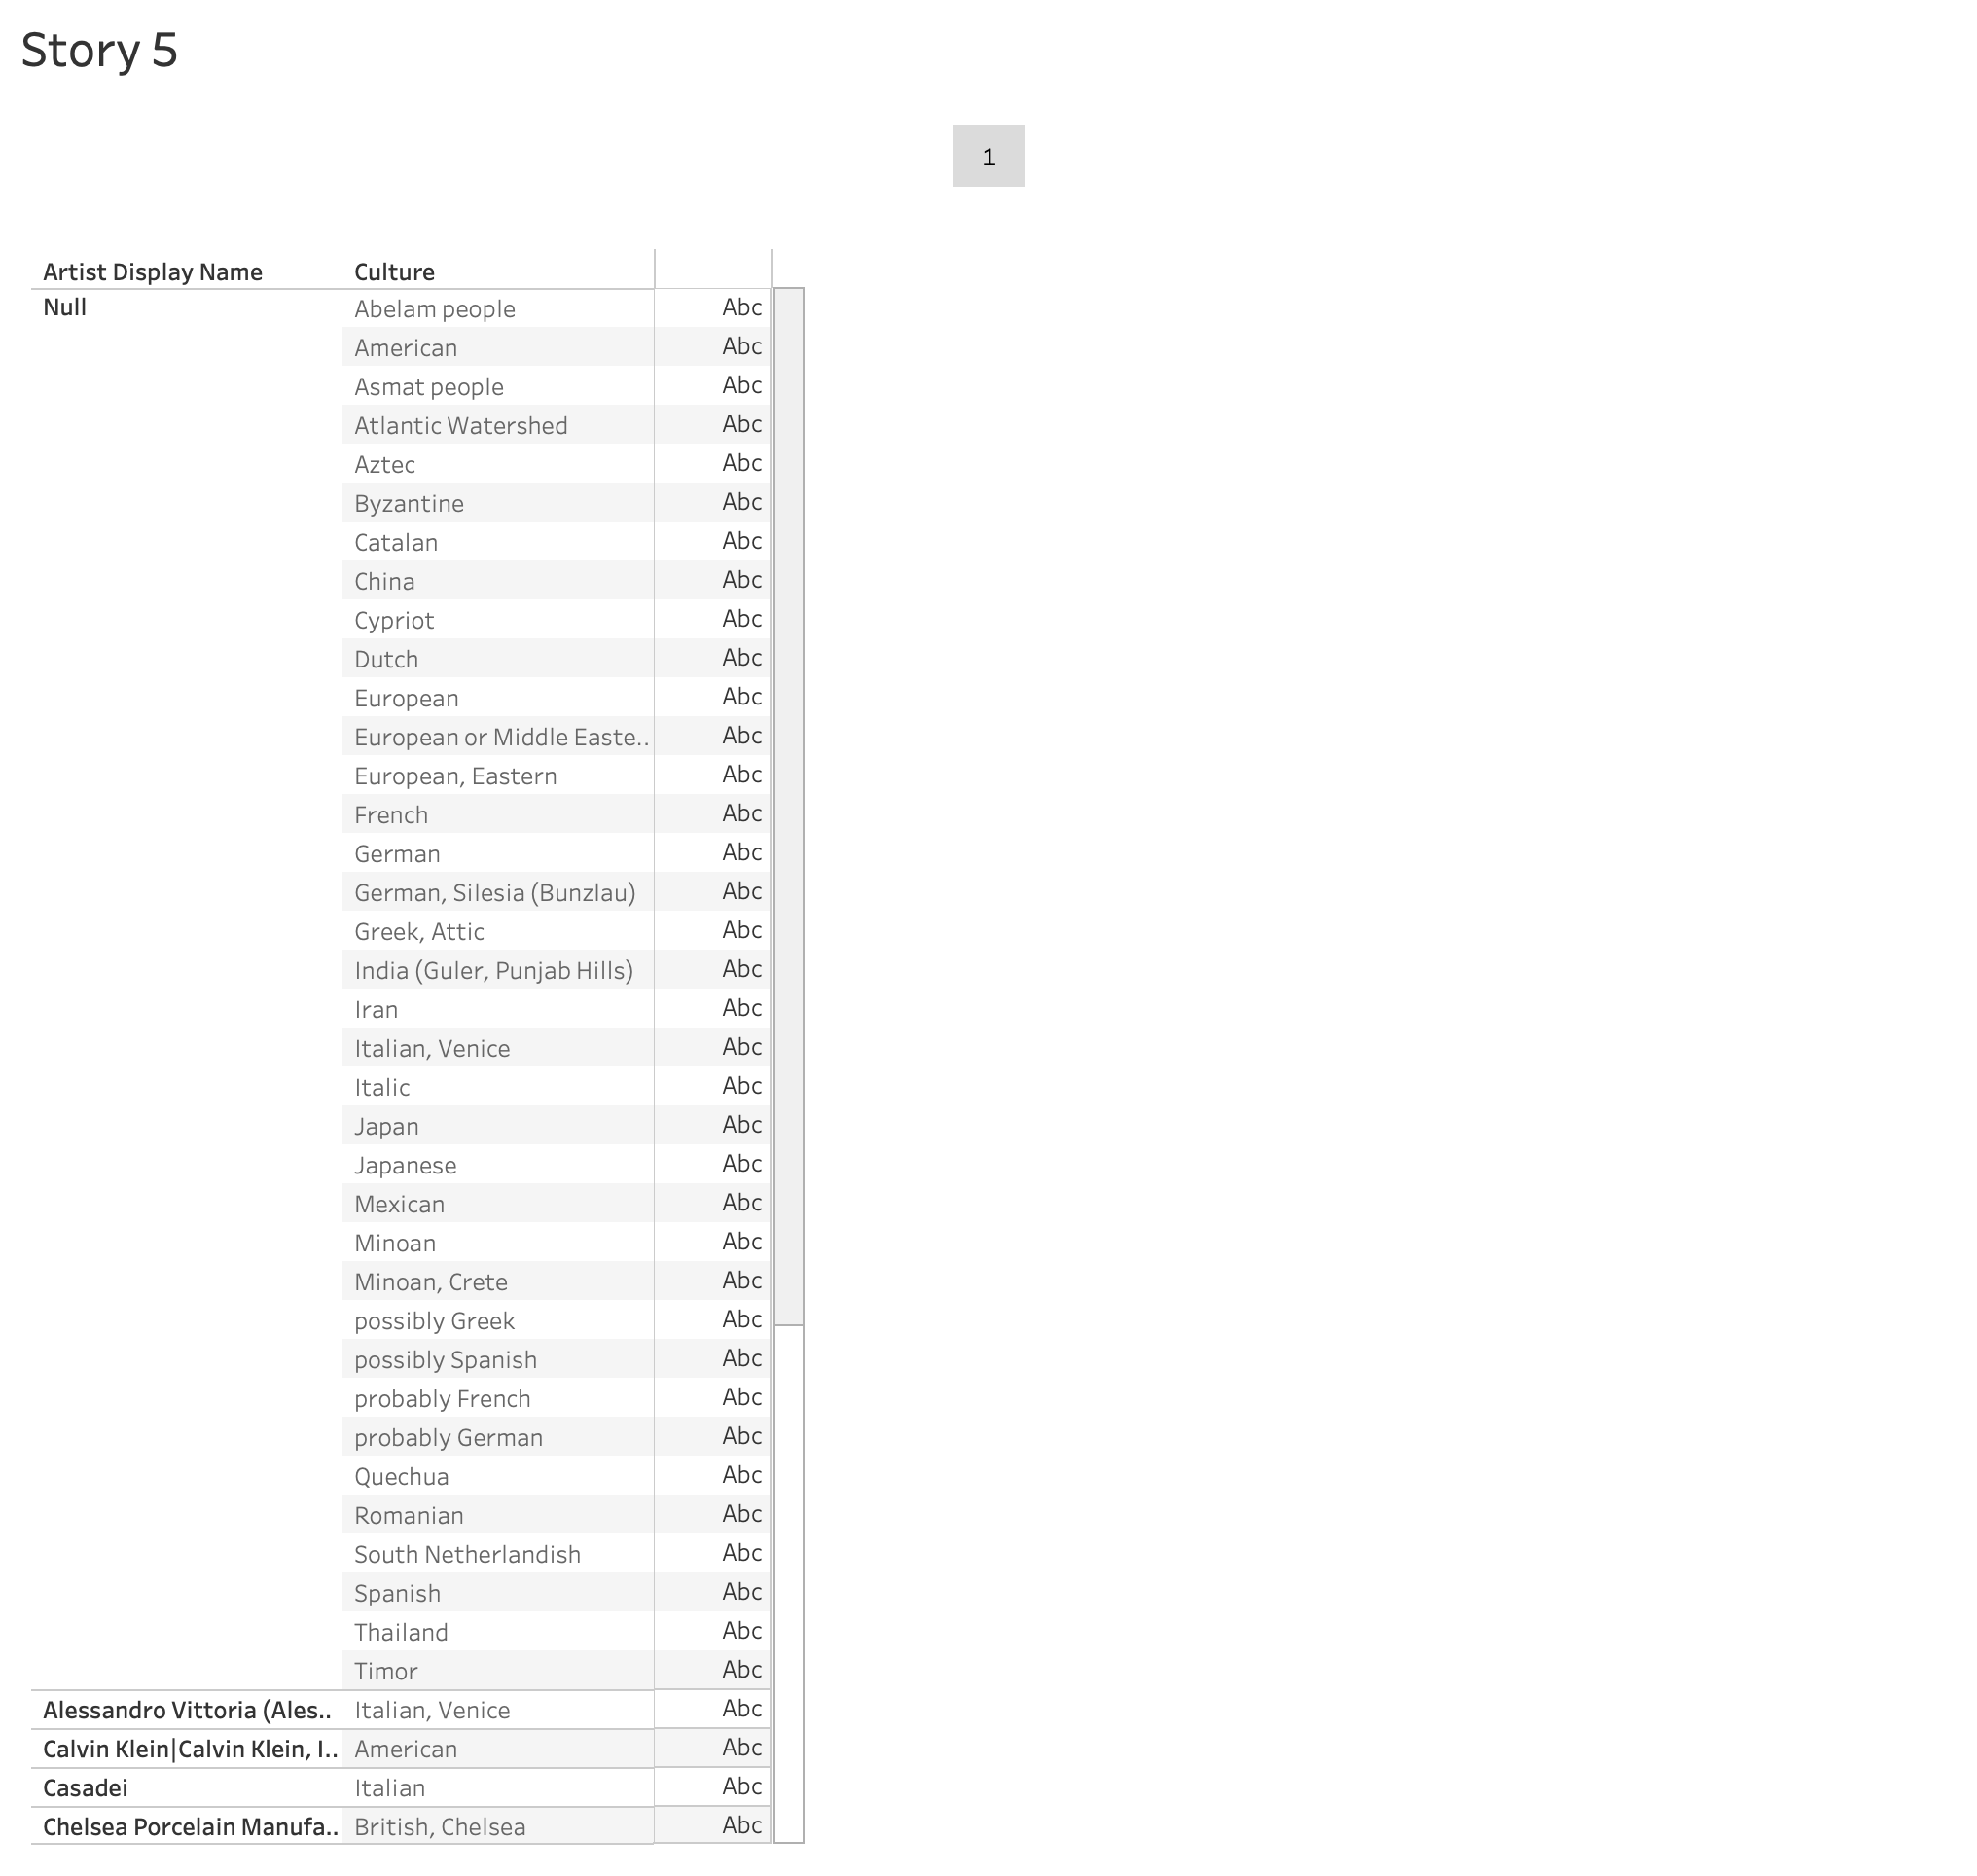 Story 5
1
Artist Display Name Culture
Null Abelam people Abc
American Abc
Asmat people Abc
Atlantic Watershed Abc
Aztec Abc
Byzantine Abc
Catalan Abc
China Abc
Cypriot Abc
Dutch Abc
European Abc
European or Middle Easte.. Abc
European, Eastern Abc
French Abc
German Abc
German, Silesia (Bunzlau) Abc
Greek, Attic Abc
India (Guler, Punjab Hills) Abc
Iran Abc
Italian, Venice Abc
Italic Abc
Japan Abc
Japanese Abc
Mexican Abc
Minoan Abc
Minoan, Crete Abc
possibly Greek Abc
possibly Spanish Abc
probably French Abc
probably German Abc
Quechua Abc
Romanian Abc
South Netherlandish Abc
Spanish Abc
Thailand Abc
Timor Abc
Alessandro Vittoria (Ales.. Italian, Venice Abc
Calvin Klein|Calvin Klein, I.. American Abc
Casadei Italian Abc
Chelsea Porcelain Manufa.. British, Chelsea Abc